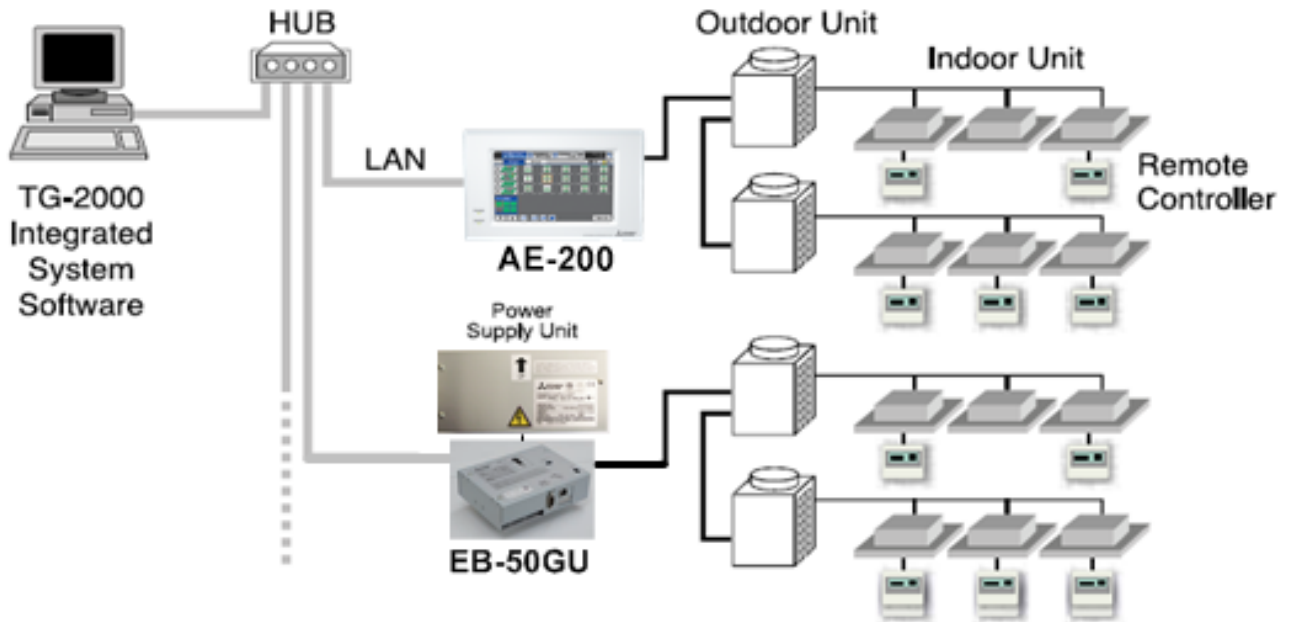 HUB
Outdoor Unit
Indoor Unit
LAN
Remote
Controller
TG-2000
Integrated
System
Software
AE-200
Power
Supply Unit
EB-50GU